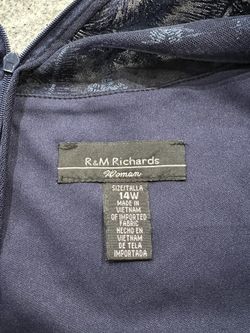 R&M Richards
Woman
SIZE/TALLA
14W
MADE IN
VIETNAM
OF IMPORTED
FABRIC
HECHO EN
VIETNAM
DE TELA
IMPORTADA